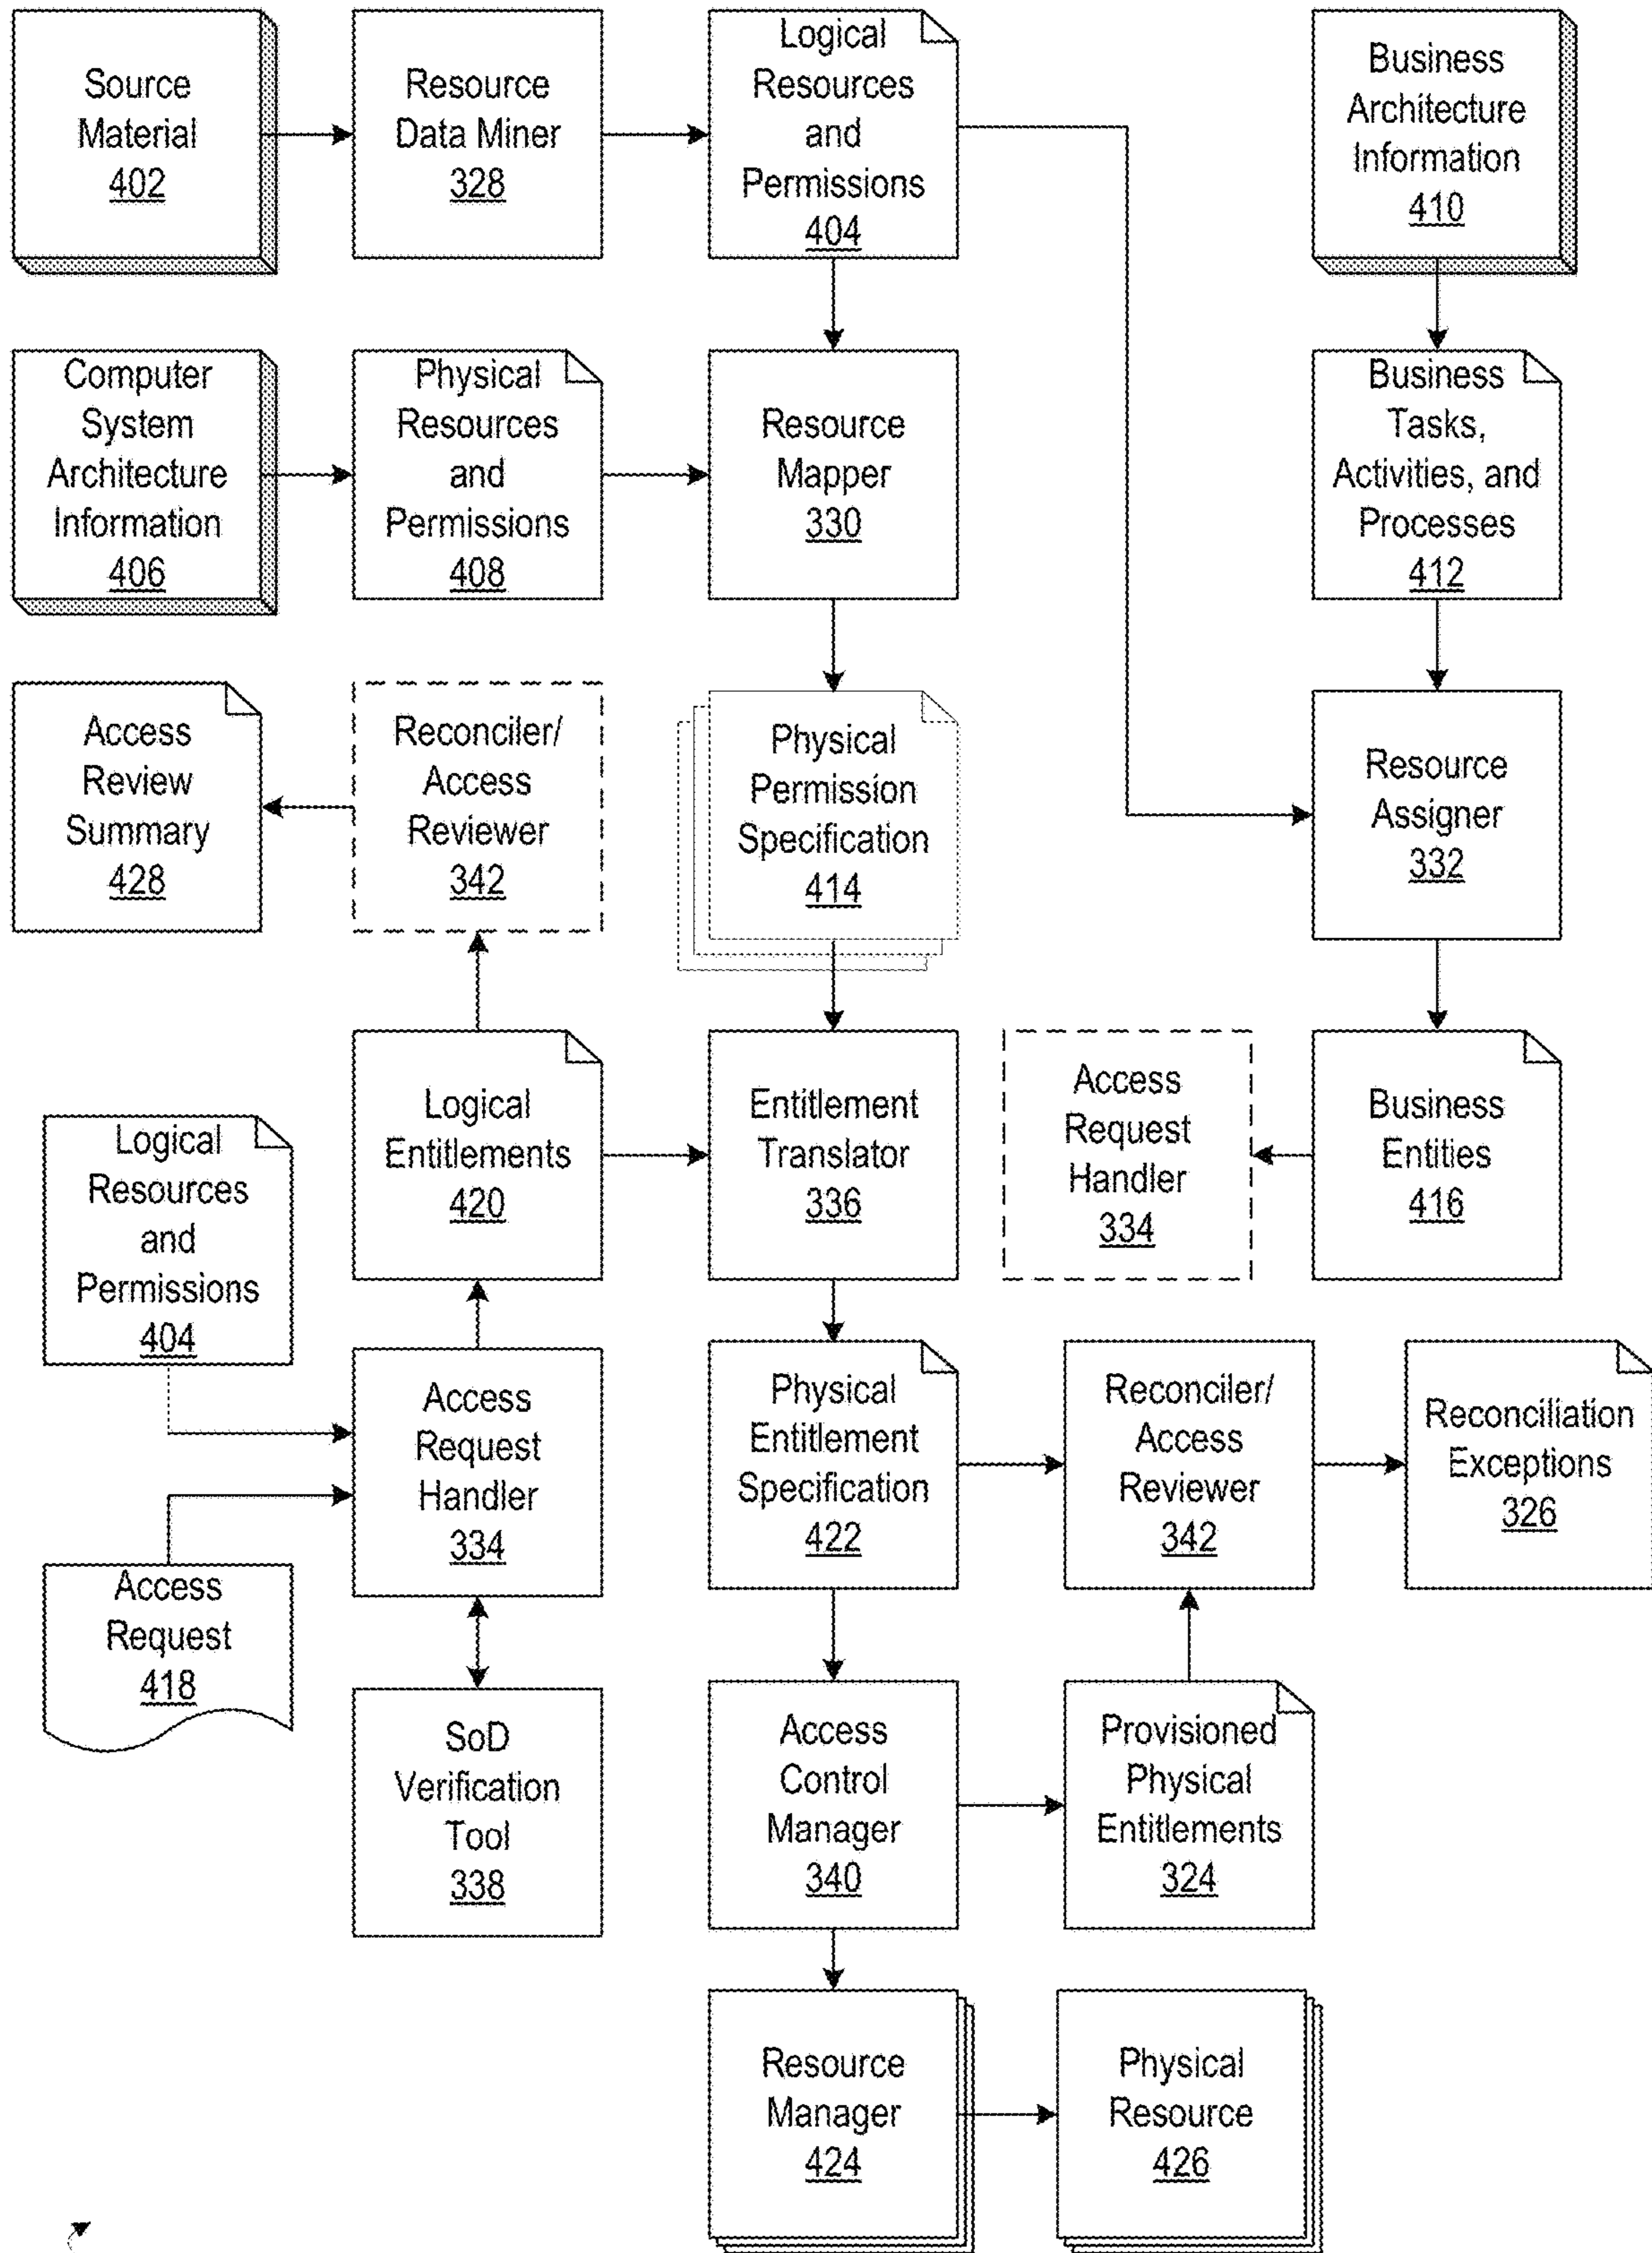 Source
Material
402
Resource
Data Miner
328
Logical
Resources
and
Permissions
404
Business
Architecture
Information
410
Computer
System
Architecture
Information
406
Physical
Resources
and
Permissions
408
Resource
Mapper
330
Business
Tasks,
Activities, and
Processes
412
Access
Review
Summary
428
Reconciler/
Access
Reviewer
342
Physical
Permission
Specification
414
Resource
Assigner
332
Logical
Resources
and
Permissions
404
Logical
Entitlements
420
Entitlement
Translator
336
Access
Request
Handler
334
Business
Entities
416
Access
Request
418
Access
Request
Handler
334
Physical
Entitlement
Specification
422
Reconciler/
Access
Reviewer
342
Reconciliation
Exceptions
326
SoD
Verification
Tool
338
Access
Control
Manager
340
Provisioned
Physical
Entitlements
324
Resource
Manager
424
Physical
Resource
426